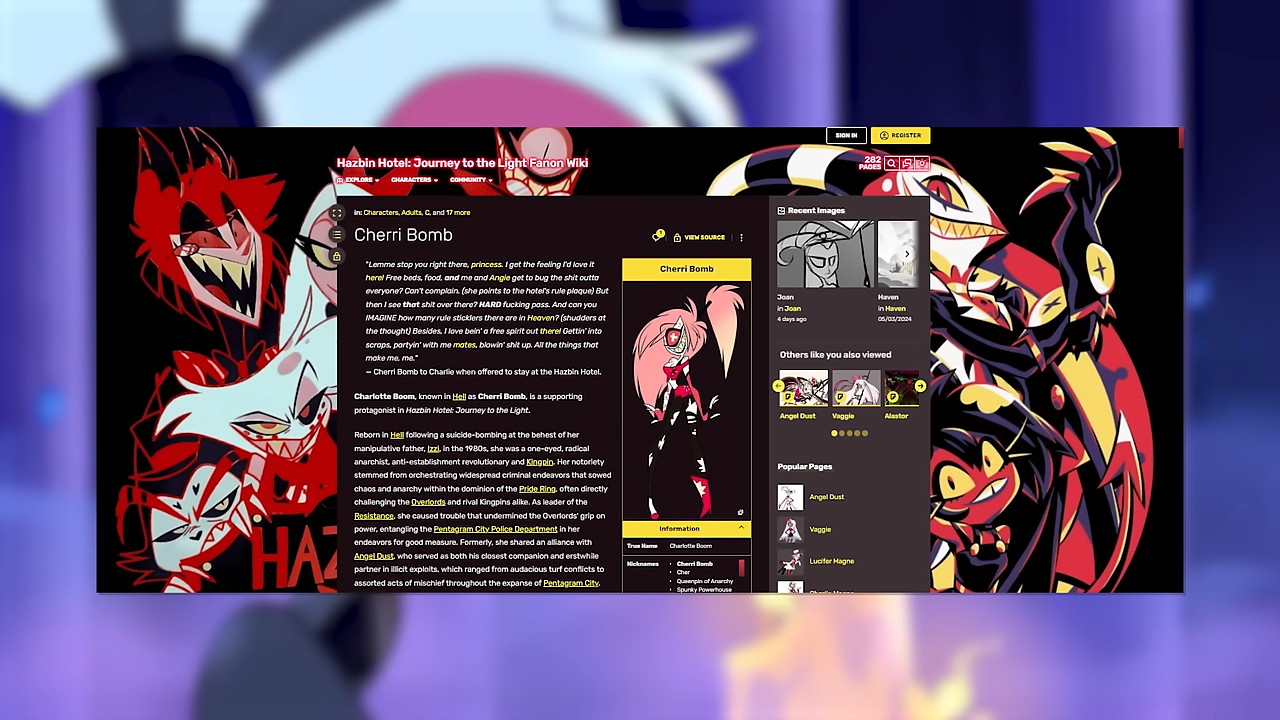 SIGN IN
REGISTER
Hazbin Hotel: Journey to the Light Fanon Wiki
282
PAGES
EXPLORE
CHARACTERS
COMMUNITY
in: Characters, Adults, C, and 17 more
Cherri Bomb
1
VIEW SOURCE
"Lemme stop you right there, princess. I get the feeling I'd love it
here! Free beds, food, and me and Angie get to bug the shit outta
everyone? Can't complain. (she points to the hotel's rule plaque) But
then I see that shit over there? HARD fucking pass. And can you
IMAGINE how many rule sticklers there are in Heaven? (shudders at
the thought) Besides, I love bein' a free spirit out there! Gettin' into
scraps, partyin' with me mates, blowin' shit up. All the things that
make me, me."
— Cherri Bomb to Charlie when offered to stay at the Hazbin Hotel.
Charlotte Boom, known in Hell as Cherri Bomb, is a supporting
protagonist in Hazbin Hotel: Journey to the Light.
Reborn in Hell following a suicide-bombing at the behest of her
manipulative father, Izzi, in the 1980s, she was a one-eyed, radical
anarchist, anti-establishment revolutionary and Kingpin. Her notoriety
stemmed from orchestrating widespread criminal endeavors that sowed
chaos and anarchy within the dominion of the Pride Ring, often directly
challenging the Overlords and rival Kingpins alike. As leader of the
Resistance, she caused trouble that undermined the Overlords' grip on
power, entangling the Pentagram City Police Department in her
endeavors for good measure. Formerly, she shared an alliance with
Angel Dust, who served as both his closest companion and erstwhile
partner in illicit exploits, which ranged from audacious turf conflicts to
assorted acts of mischief throughout the expanse of Pentagram City.
Cherri Bomb
Information
True Name Charlotte Boom
Nicknames
Cherri Bomb
Cher
Queenpin of Anarchy
Spunky Powerhouse
Recent Images
Joan
in Joan
4 days ago
Haven
in Haven
05/03/2024
Others like you also viewed
Angel Dust
Vaggie
Alastor
Popular Pages
Angel Dust
Vaggie
Lucifer Magne
Charlie Magne
HAZ